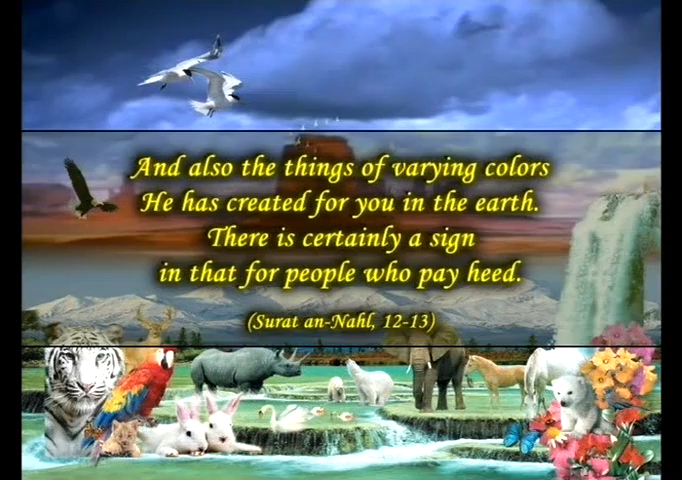 And also the things of varying colors
He has created for you in the earth.
There is certainly a sign
in that for people who pay heed.
(Surat an-Nahl, 12-13)